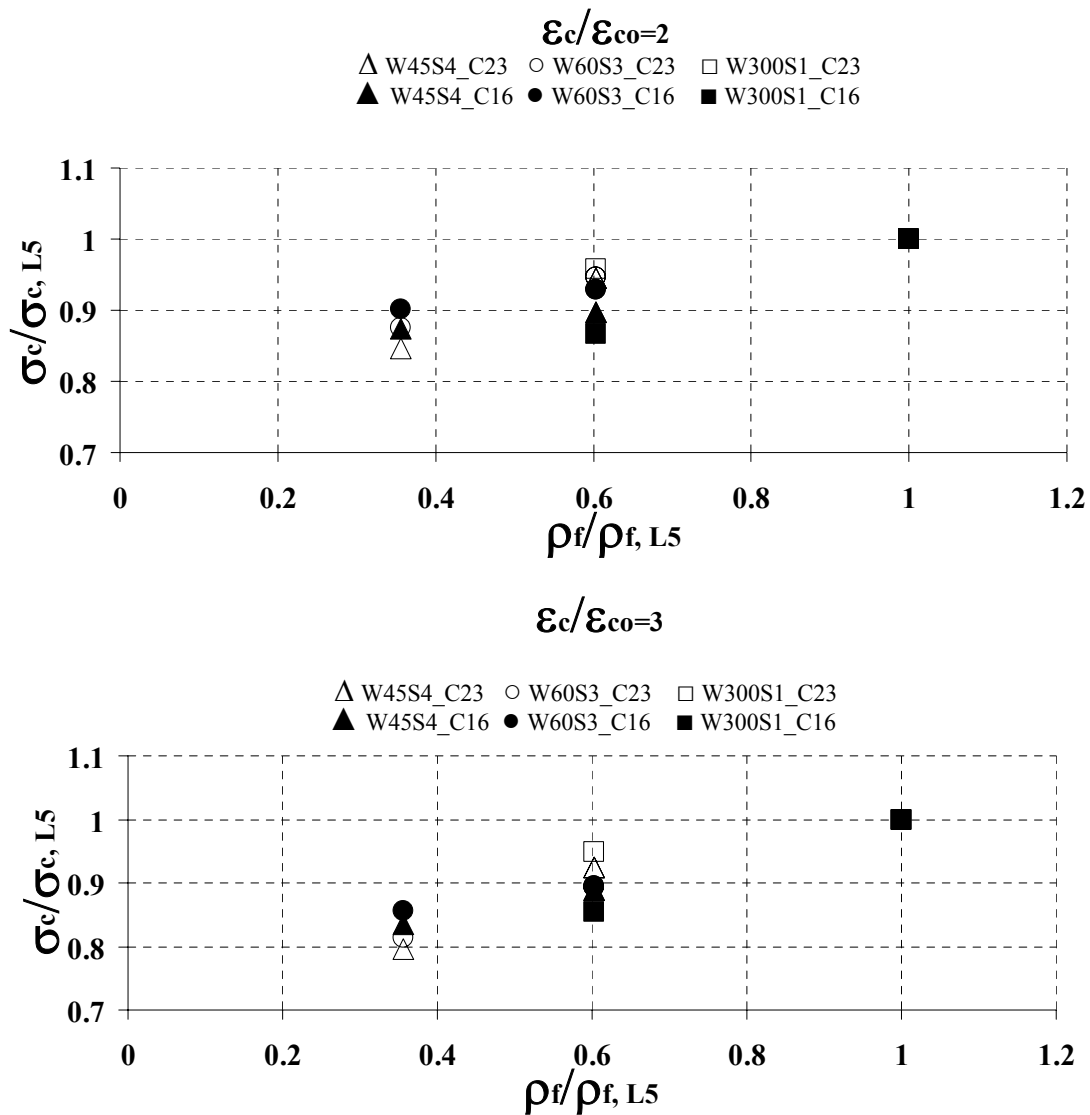 εc/εco=2
W45S4_C23 W60S3_C23 W300S1_C23
W45S4_C16 W60S3_C16 W300S1_C16
1.1
1
0.9
0.8
0.7
σc/σc, L5
0 0.2 0.4 0.6 0.8 1 1.2
ρf/ρf, L5
εc/εco=3
W45S4_C23 W60S3_C23 W300S1_C23
W45S4_C16 W60S3_C16 W300S1_C16
1.1
1
0.9
0.8
0.7
σc/σc, L5
0 0.2 0.4 0.6 0.8 1 1.2
ρf/ρf, L5